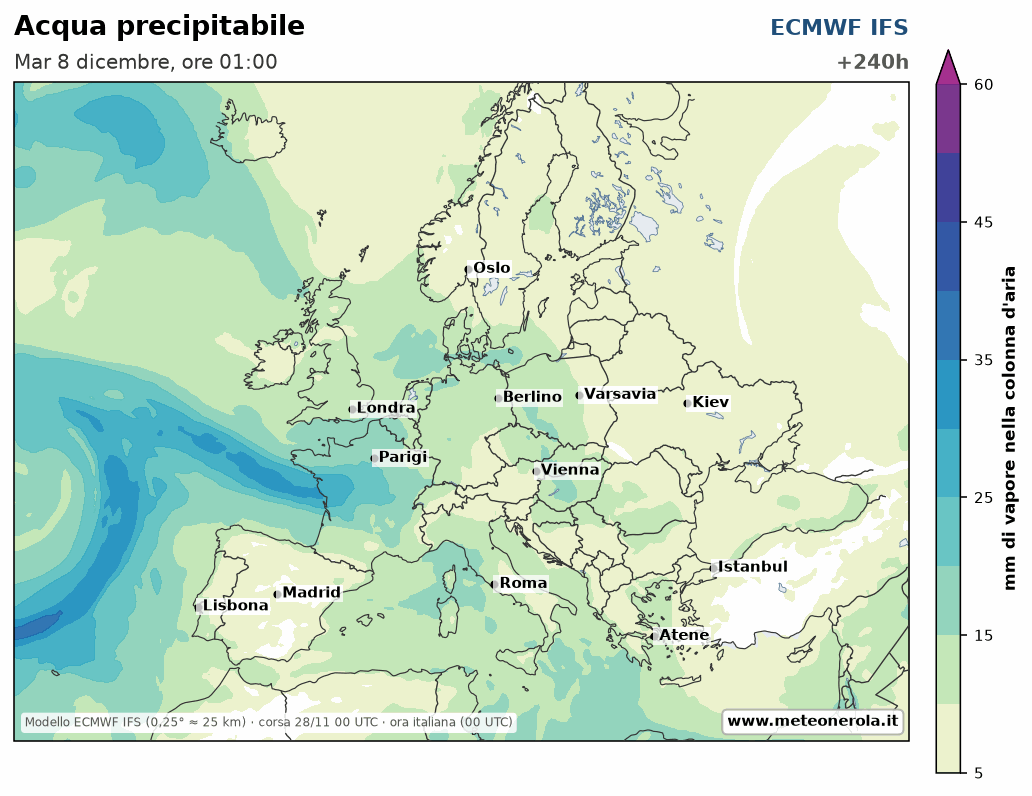 Acqua precipitabile
ECMWF IFS
Mar 8 dicembre, ore 01:00
+240h
60
45
35
25
15
5
mm di vapore nella colonna d'aria
Oslo
Berlino
Varsavia
Kiev
Londra
Parigi
Vienna
Istanbul
Roma
Madrid
Lisbona
Atene
Modello ECMWF IFS (0,25° ≈ 25 km) · corsa 28/11 00 UTC · ora italiana (00 UTC)
www.meteonerola.it